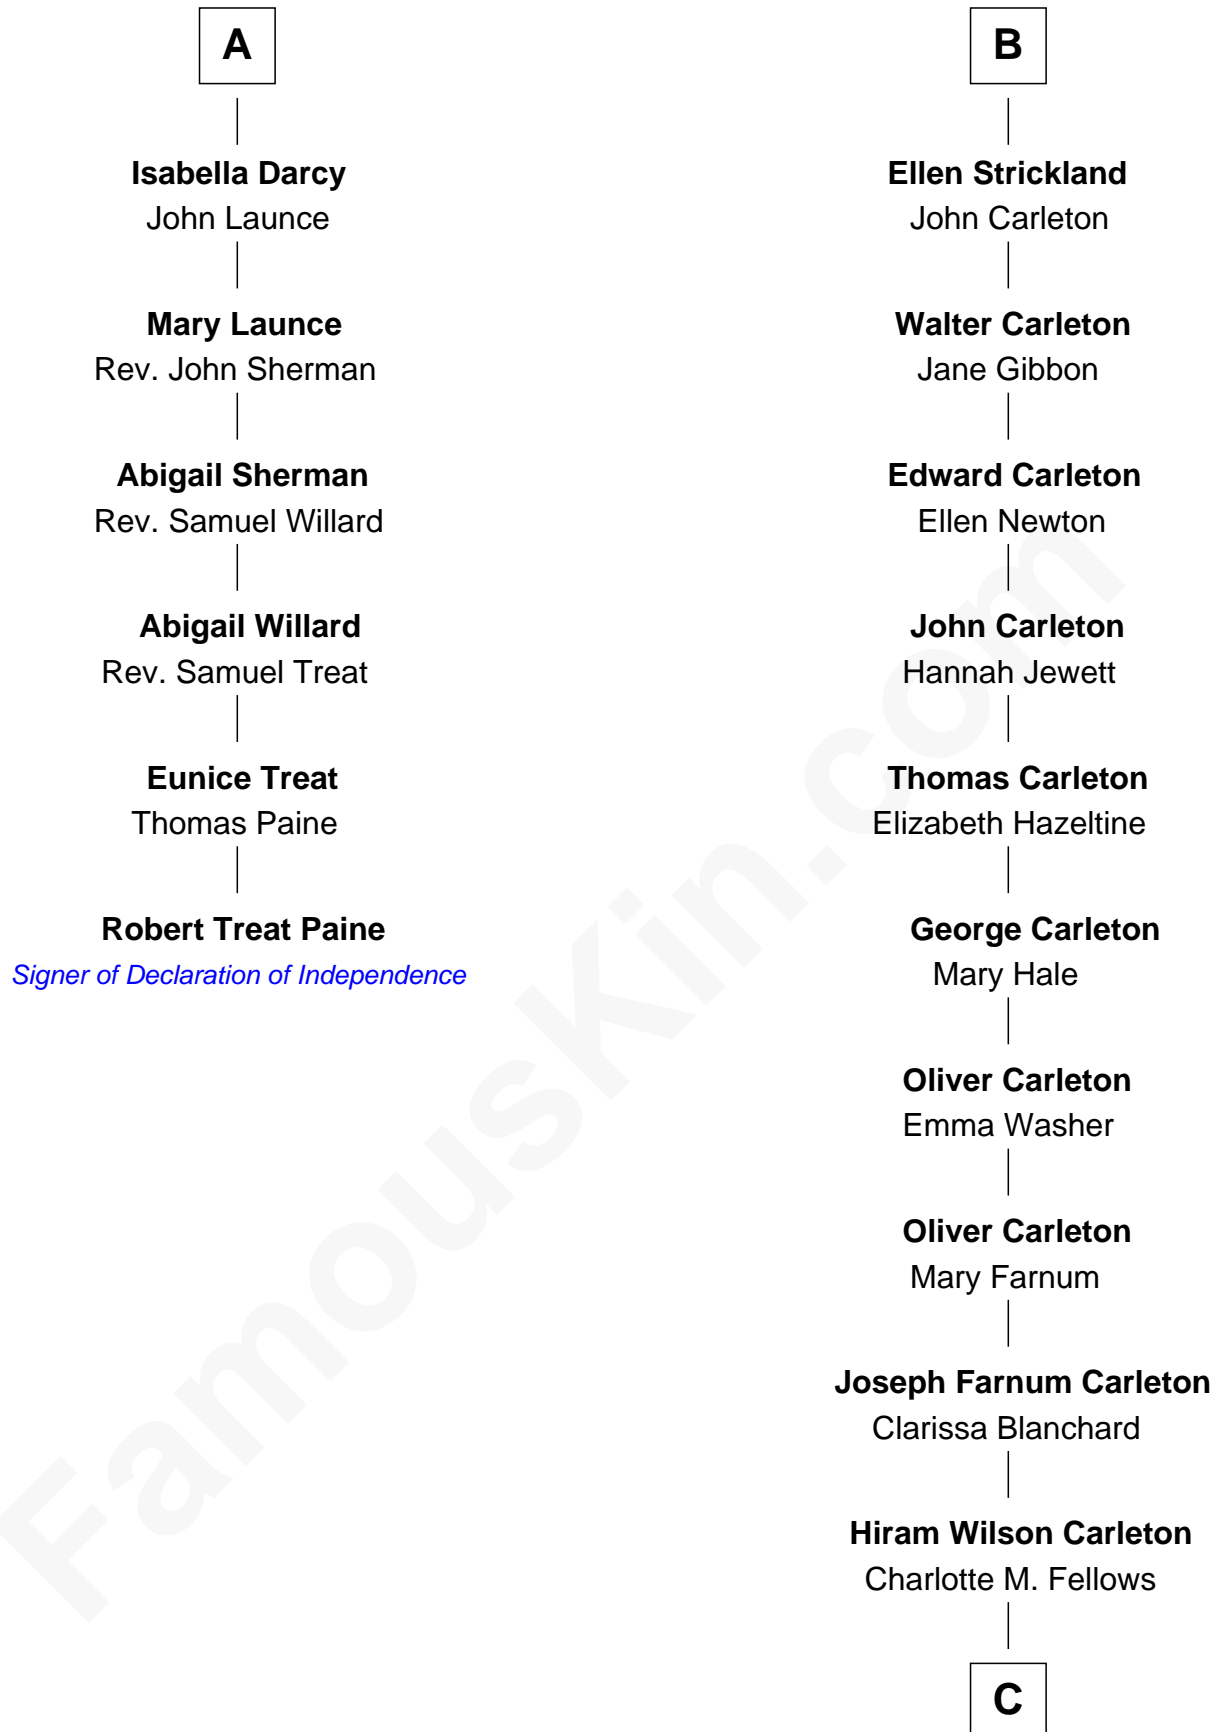 A
Isabella Darcy
John Launce
Mary Launce
Rev. John Sherman
Abigail Sherman
Rev. Samuel Willard
Abigail Willard
Rev. Samuel Treat
Eunice Treat
Thomas Paine
Robert Treat Paine
Signer of Declaration of Independence
B
Ellen Strickland
John Carleton
Walter Carleton
Jane Gibbon
Edward Carleton
Ellen Newton
John Carleton
Hannah Jewett
Thomas Carleton
Elizabeth Hazeltine
George Carleton
Mary Hale
Oliver Carleton
Emma Washer
Oliver Carleton
Mary Farnum
Joseph Farnum Carleton
Clarissa Blanchard
Hiram Wilson Carleton
Charlotte M. Fellows
C
FamousKin.com